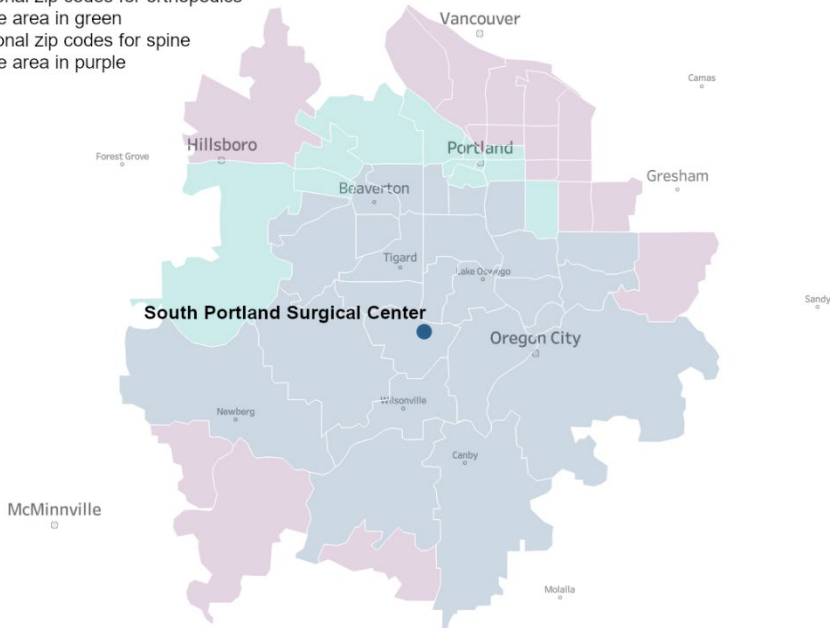 onal zip codes for orthopedics
e area in green
onal zip codes for spine
e area in purple
Vancouver
Camas
Hillsboro
Portland
Forest Grove
Gresham
Beaverton
Tigard
Lake Oswego
Sandy
South Portland Surgical Center
Oregon City
Wilsonville
Newberg
Canby
McMinnville
Molalla